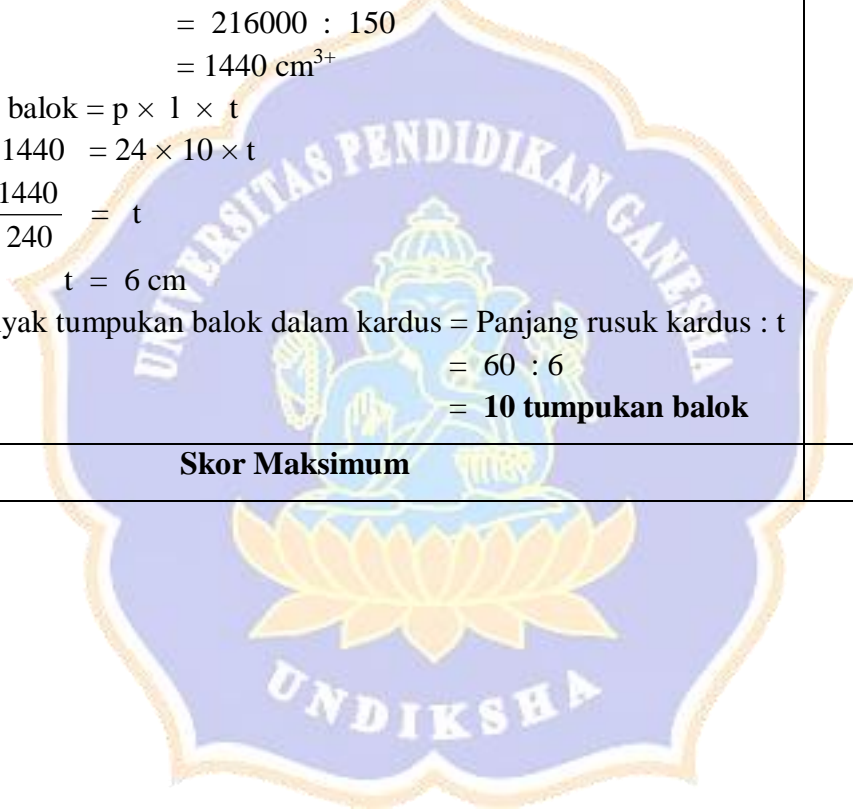 = 216000 : 150
= 1440 cm³⁺
balok = p × l × t
1440 = 24 × 10 × t
1440/240 = t
t = 6 cm
yak tumpukan balok dalam kardus = Panjang rusuk kardus : t
= 60 : 6
= 10 tumpukan balok
Skor Maksimum
UNIVERSITAS PENDIDIKAN GANESHA
UNDIKSHA